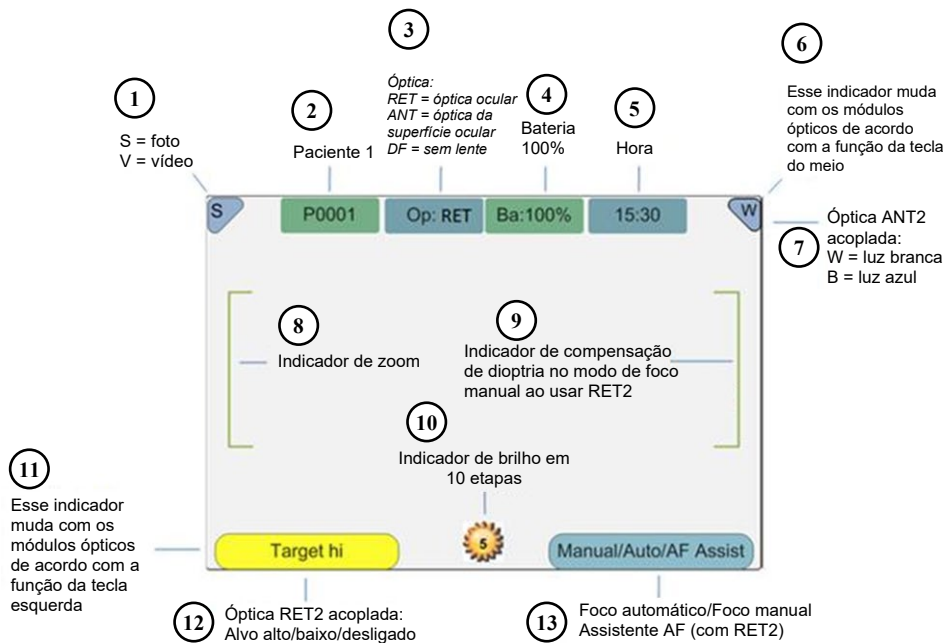 1
S = foto
V = vídeo
2
Paciente 1
3
Óptica:
RET = óptica ocular
ANT = óptica da
superfície ocular
DF = sem lente
4
Bateria
100%
5
Hora
6
Esse indicador muda
com os módulos
ópticos de acordo
com a função da tecla
do meio
S
P0001
Op: RET
Ba:100%
15:30
W
7
Óptica ANT2
acoplada:
W = luz branca
B = luz azul
8
Indicador de zoom
9
Indicador de compensação
de dioptria no modo de foco
manual ao usar RET2
10
Indicador de brilho em
10 etapas
11
Esse indicador
muda com os
módulos ópticos
de acordo com a
função da tecla
esquerda
Target hi
5
Manual/Auto/AF Assist
12
Óptica RET2 acoplada:
Alvo alto/baixo/desligado
13
Foco automático/Foco manual
Assistente AF (com RET2)